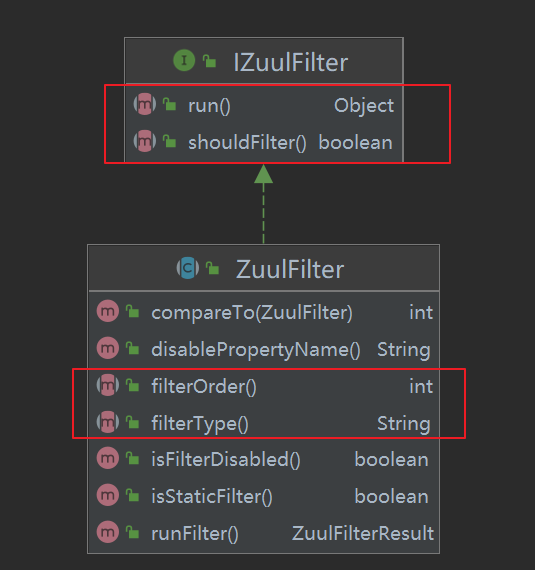 IZuulFilter
run() Object
shouldFilter() boolean
ZuulFilter
compareTo(ZuulFilter) int
disablePropertyName() String
filterOrder() int
filterType() String
isFilterDisabled() boolean
isStaticFilter() boolean
runFilter() ZuulFilterResult